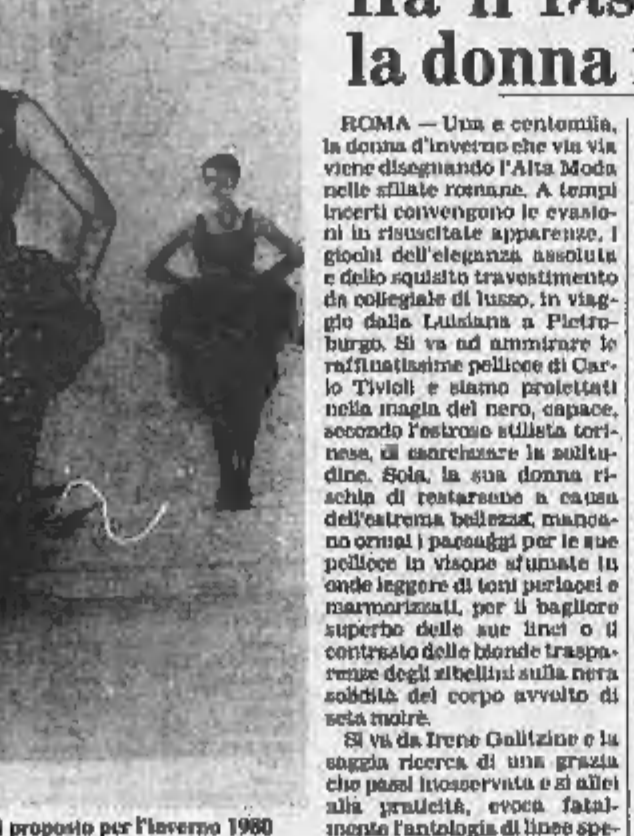 la donna
ROMA — Una e centomila,
la donna d'inverno che via via
viene disegnando l'Alta Moda
nelle sfilate romane. A tempi
incerti convengono le evasio-
ni in risuscitate apparenze, i
giochi dell'eleganza assoluta
e dello squisito travestimento
da collegiale di lusso, in viag-
gio dalla Luisiana a Pietro-
burgo. Si va ad ammirare le
raffinatissime pellicce di Car-
lo Tivioli e siamo proiettati
nella magia del nero, capace,
secondo l'estroso stilista tori-
nese, di esorcizzare la solitu-
dine. Sola, la sua donna ri-
schia di restarsene a causa
dell'estrema bellezza, manca-
no ormai i paesaggi per le sue
pellicce in visone sfumate in
onde leggere di toni perlacei e
marmorizzati, per il bagliore
superbo delle sue linci o il
contrasto delle bionde traspa-
renze degli zibellini sulla nera
solidità del corpo avvolto di
seta moirè.
Si va da Irene Galitzine e la
saggia ricerca di una grazia
che passi inosservata e si allei
alla praticità, evoca fatal-
mente l'antologia di linee spe-
proposto per l'inverno 1980